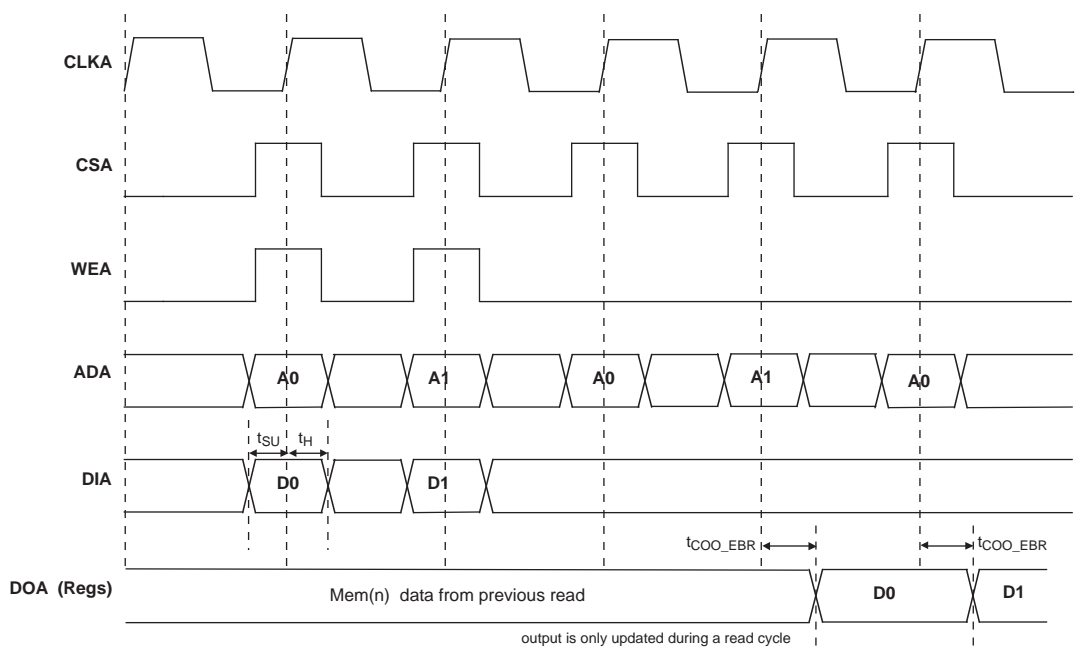 CLKA
CSA
WEA
ADA
A0
A1
A0
A1
A0
tSU
tH
DIA
D0
D1
tCOO_EBR
tCOO_EBR
DOA (Regs)
Mem(n) data from previous read
D0
D1
output is only updated during a read cycle